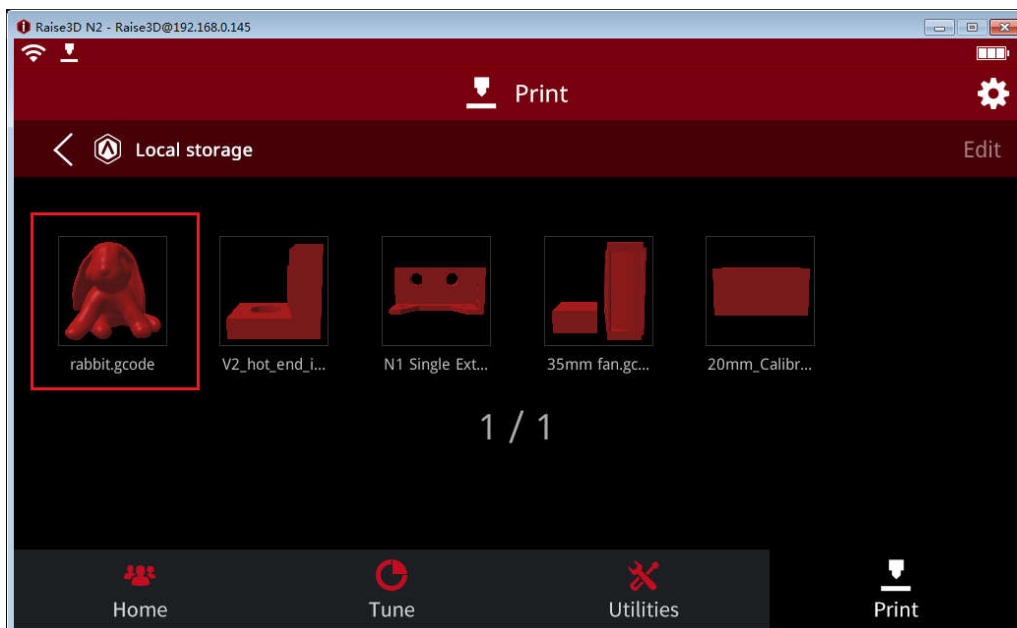 Raise3D N2 - Raise3D@192.168.0.145
Print
Local storage
Edit
rabbit.gcode
V2_hot_end_i...
N1 Single Ext...
35mm fan.gc...
20mm_Calibr...
1 / 1
Home
Tune
Utilities
Print